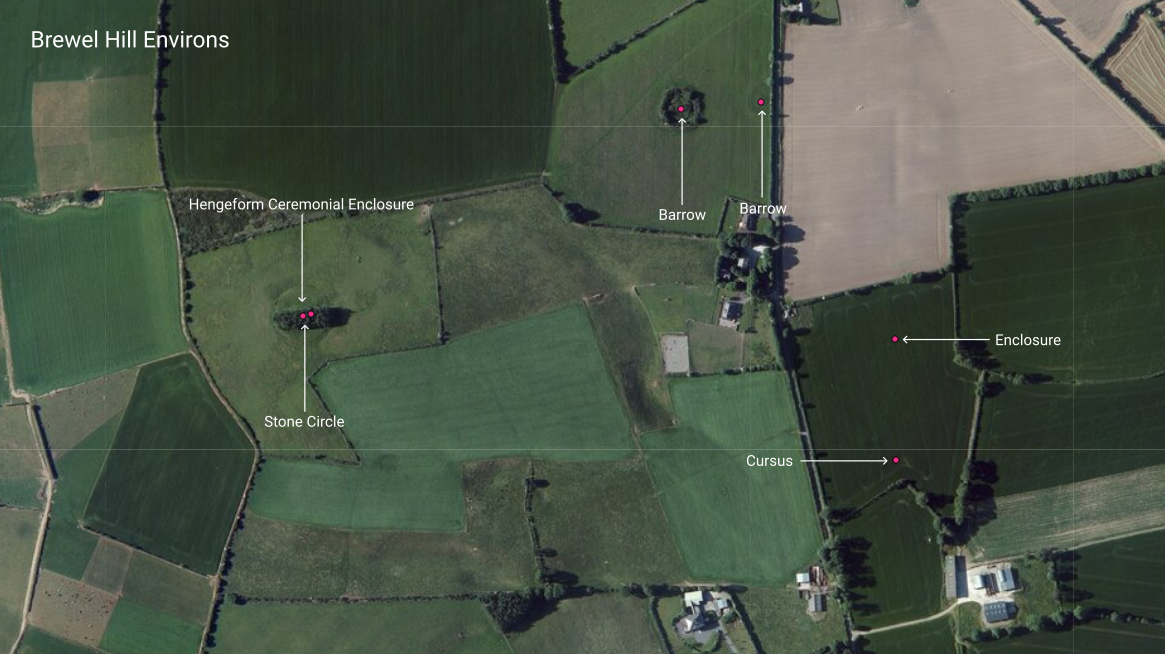 Brewel Hill Environs
Hengeform Ceremonial Enclosure
Barrow
Barrow
Enclosure
Stone Circle
Cursus